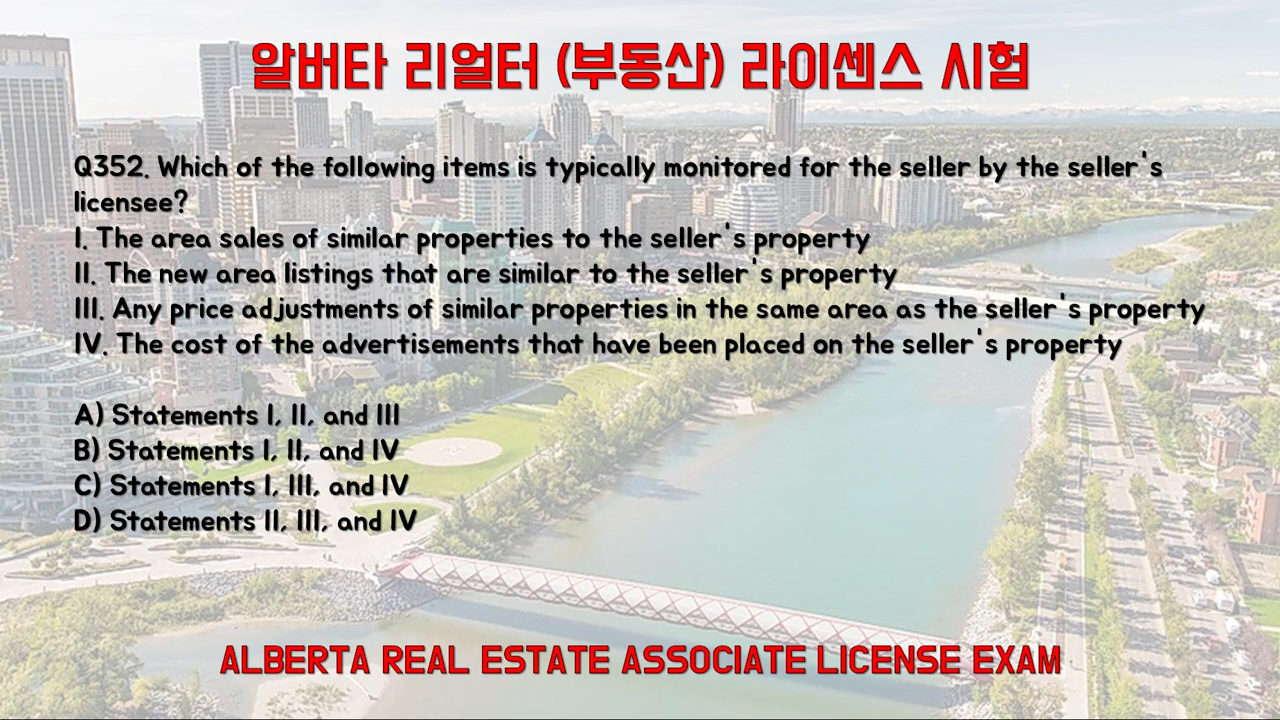 알버타 리얼터 (부동산) 라이센스 시험
Q352. Which of the following items is typically monitored for the seller by the seller's
licensee?
I. The area sales of similar properties to the seller's property
II. The new area listings that are similar to the seller's property
III. Any price adjustments of similar properties in the same area as the seller's property
IV. The cost of the advertisements that have been placed on the seller's property
A) Statements I, II, and III
B) Statements I, II, and IV
C) Statements I, III, and IV
D) Statements II, III, and IV
ALBERTA REAL ESTATE ASSOCIATE LICENSE EXAM